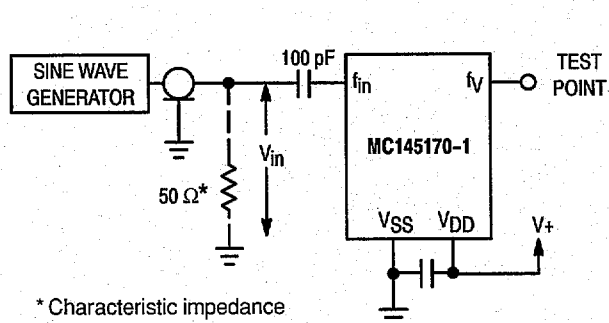 SINE WAVE
GENERATOR
100 pF
fin
fV
TEST
POINT
MC145170-1
Vin
50 Ω*
VSS
VDD
V+
* Characteristic impedance